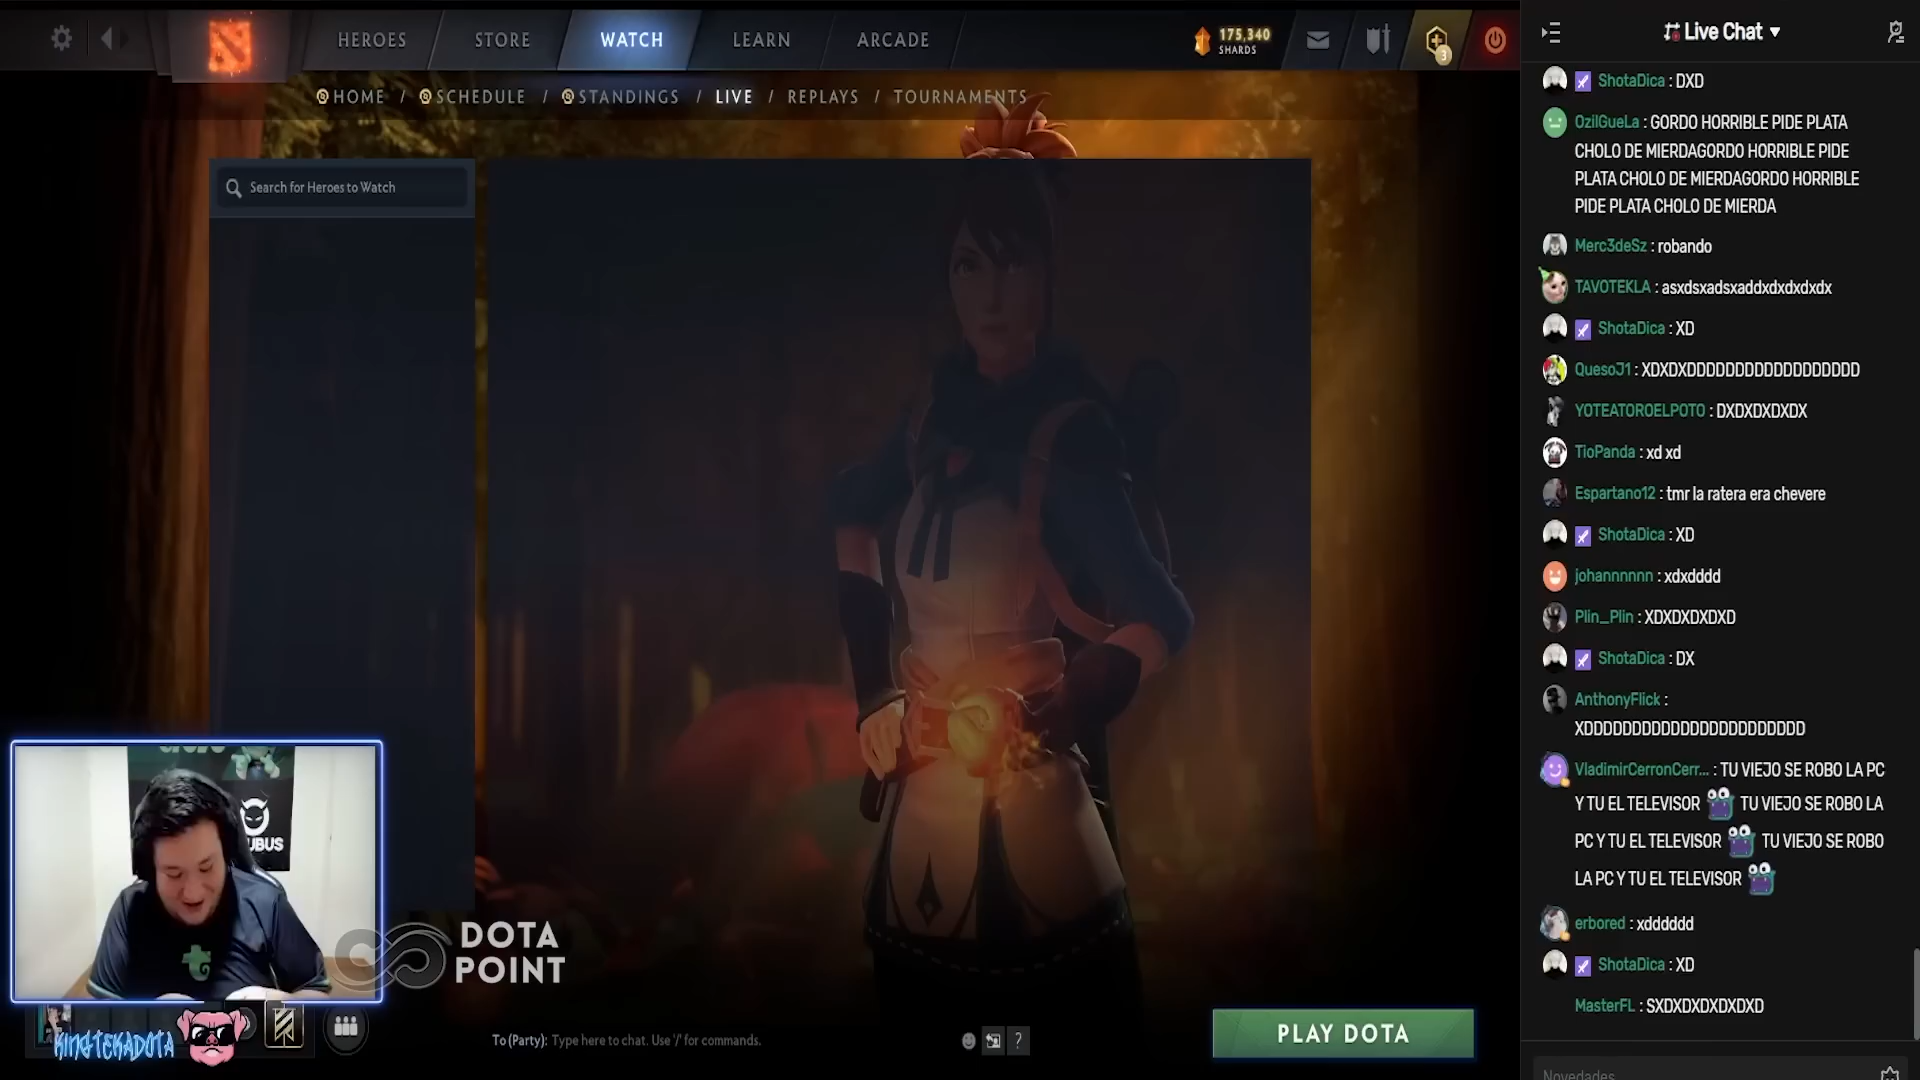 HEROES
STORE
WATCH
LEARN
ARCADE
175,340
SHARDS
3
HOME / SCHEDULE / STANDINGS / LIVE / REPLAYS / TOURNAMENTS
Search for Heroes to Watch
UBUS
DOTA
POINT
KINGTEKADOTA
To (Party): Type here to chat. Use '/' for commands.
?
PLAY DOTA
Live Chat
ShotaDica : DXD
OzilGueLa : GORDO HORRIBLE PIDE PLATA
CHOLO DE MIERDAGORDO HORRIBLE PIDE
PLATA CHOLO DE MIERDAGORDO HORRIBLE
PIDE PLATA CHOLO DE MIERDA
Merc3deSz : robando
TAVOTEKLA : asxdsxadsxaddxdxdxdxdx
ShotaDica : XD
QuesoJ1 : XDXDXDDDDDDDDDDDDDDDDDD
YOTEATOROELPOTO : DXDXDXDXDX
TioPanda : xd xd
Espartano12 : tmr la ratera era chevere
ShotaDica : XD
johannnnnn : xdxdddd
Plin_Plin : XDXDXDXDXD
ShotaDica : DX
AnthonyFlick :
XDDDDDDDDDDDDDDDDDDDDDDD
VladimirCerronCerr... : TU VIEJO SE ROBO LA PC
Y TU EL TELEVISOR TU VIEJO SE ROBO LA
PC Y TU EL TELEVISOR TU VIEJO SE ROBO
LA PC Y TU EL TELEVISOR
erbored : xdddddd
ShotaDica : XD
MasterFL : SXDXDXDXDXDXD
Novedades